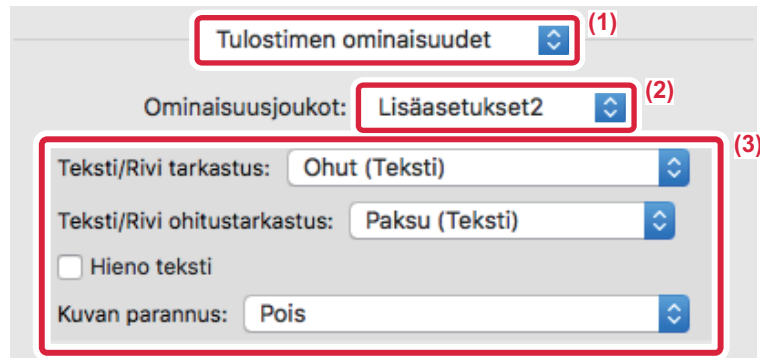 Tulostimen ominaisuudet (1)
Ominaisuusjoukot: Lisäasetukset2 (2)
(3)
Teksti/Rivi tarkastus: Ohut (Teksti)
Teksti/Rivi ohitustarkastus: Paksu (Teksti)
Hieno teksti
Kuvan parannus: Pois